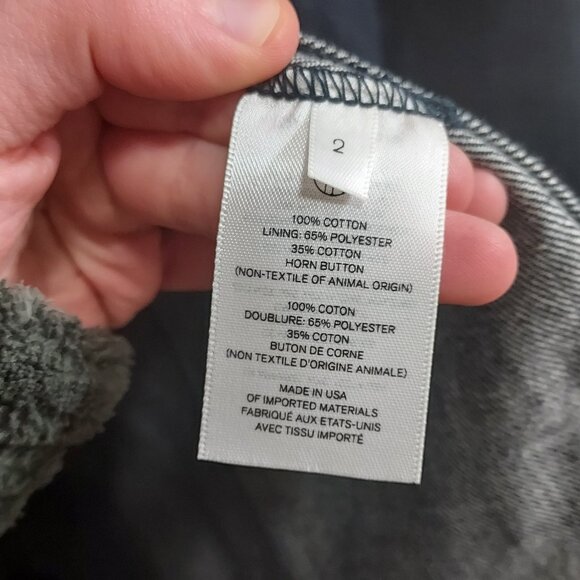 2
100% COTTON
LINING: 65% POLYESTER
35% COTTON
HORN BUTTON
(NON-TEXTILE OF ANIMAL ORIGIN)
100% COTON
DOUBLURE: 65% POLYESTER
35% COTON
BUTON DE CORNE
(NON TEXTILE D'ORIGINE ANIMALE)
MADE IN USA
OF IMPORTED MATERIALS
FABRIQUÉ AUX ETATS-UNIS
AVEC TISSU IMPORTÉ